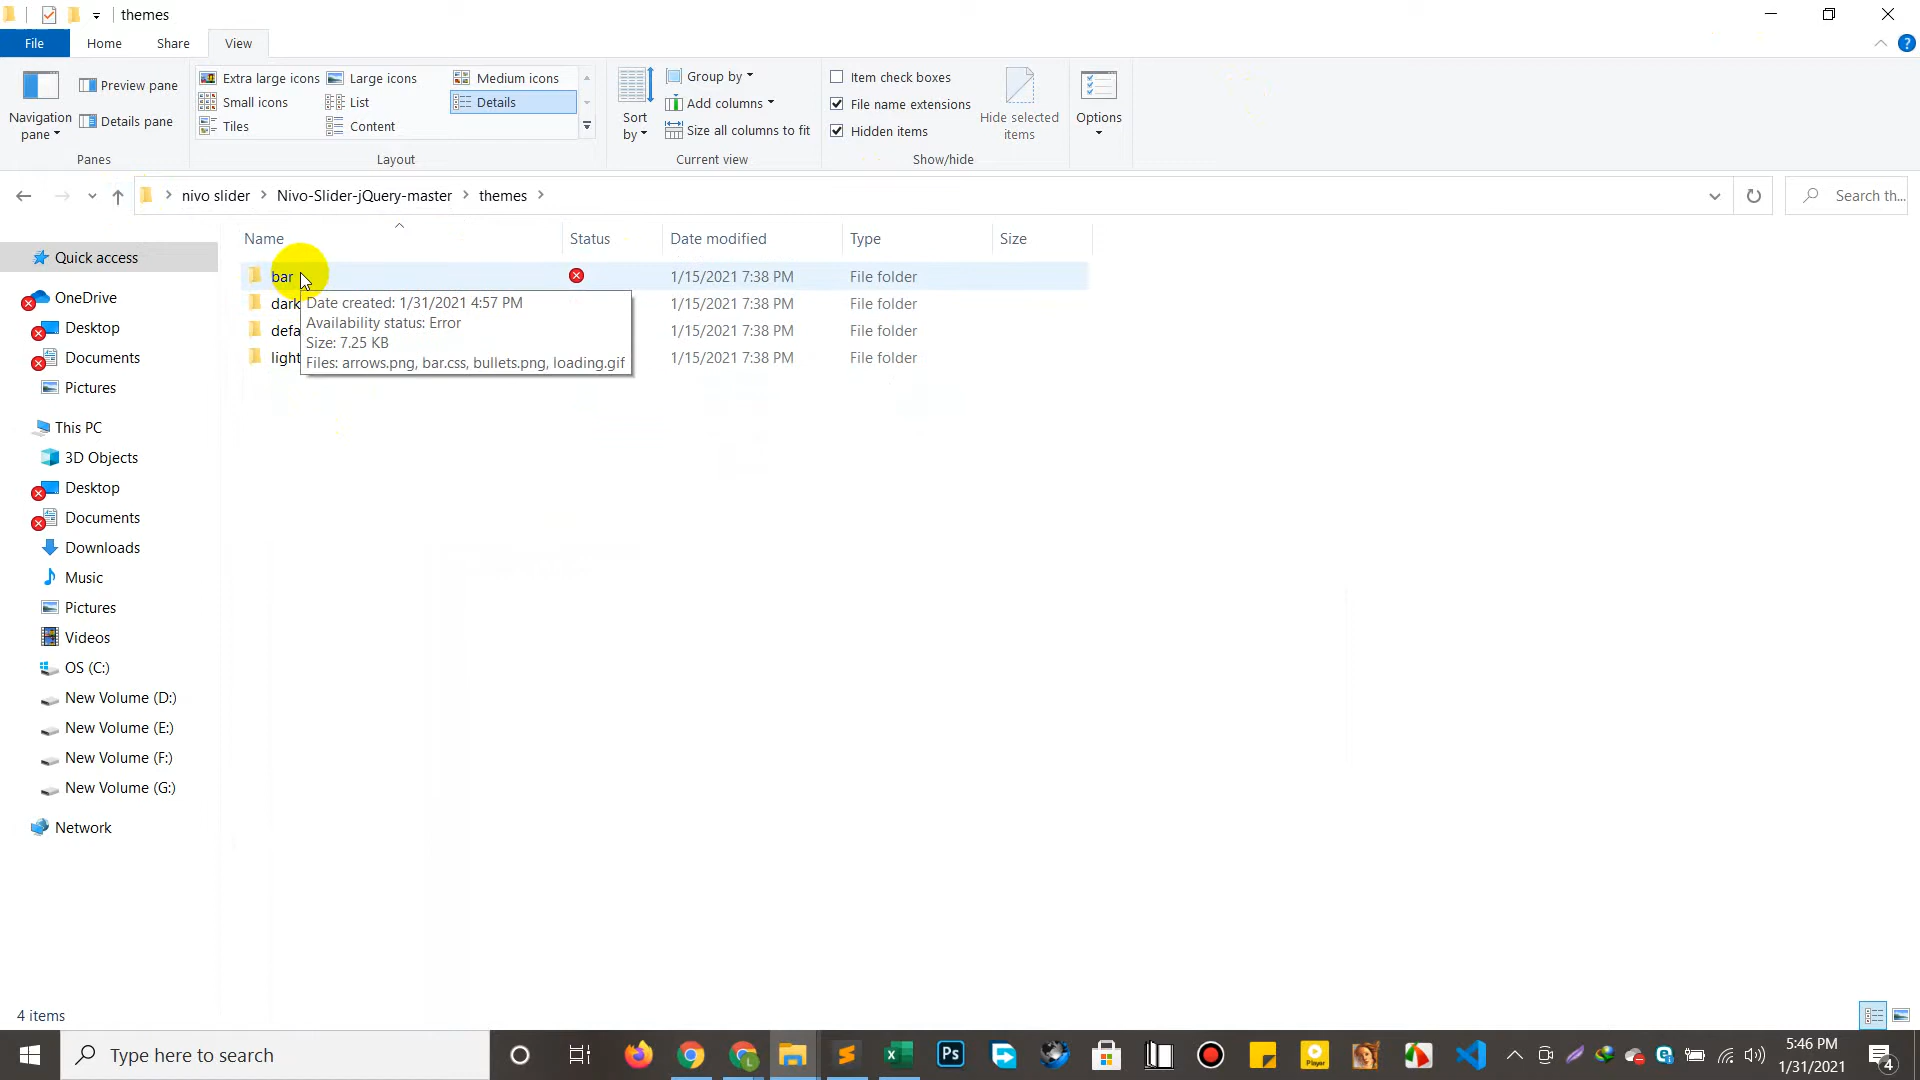 themes
File Home Share View
Navigation pane
Preview pane
Details pane
Panes
Extra large icons Large icons Medium icons
Small icons List Details
Tiles Content
Layout
Sort by
Group by
Add columns
Size all columns to fit
Current view
Item check boxes
File name extensions
Hidden items
Hide selected items
Show/hide
Options
nivo slider Nivo-Slider-jQuery-master themes
Search th...
Name Status Date modified Type Size
bar 1/15/2021 7:38 PM File folder
dark 1/15/2021 7:38 PM File folder
defa 1/15/2021 7:38 PM File folder
light 1/15/2021 7:38 PM File folder
Date created: 1/31/2021 4:57 PM
Availability status: Error
Size: 7.25 KB
Files: arrows.png, bar.css, bullets.png, loading.gif
Quick access
OneDrive
Desktop
Documents
Pictures
This PC
3D Objects
Desktop
Documents
Downloads
Music
Pictures
Videos
OS (C:)
New Volume (D:)
New Volume (E:)
New Volume (F:)
New Volume (G:)
Network
4 items
Type here to search
Ps
Player
5:46 PM
1/31/2021
4